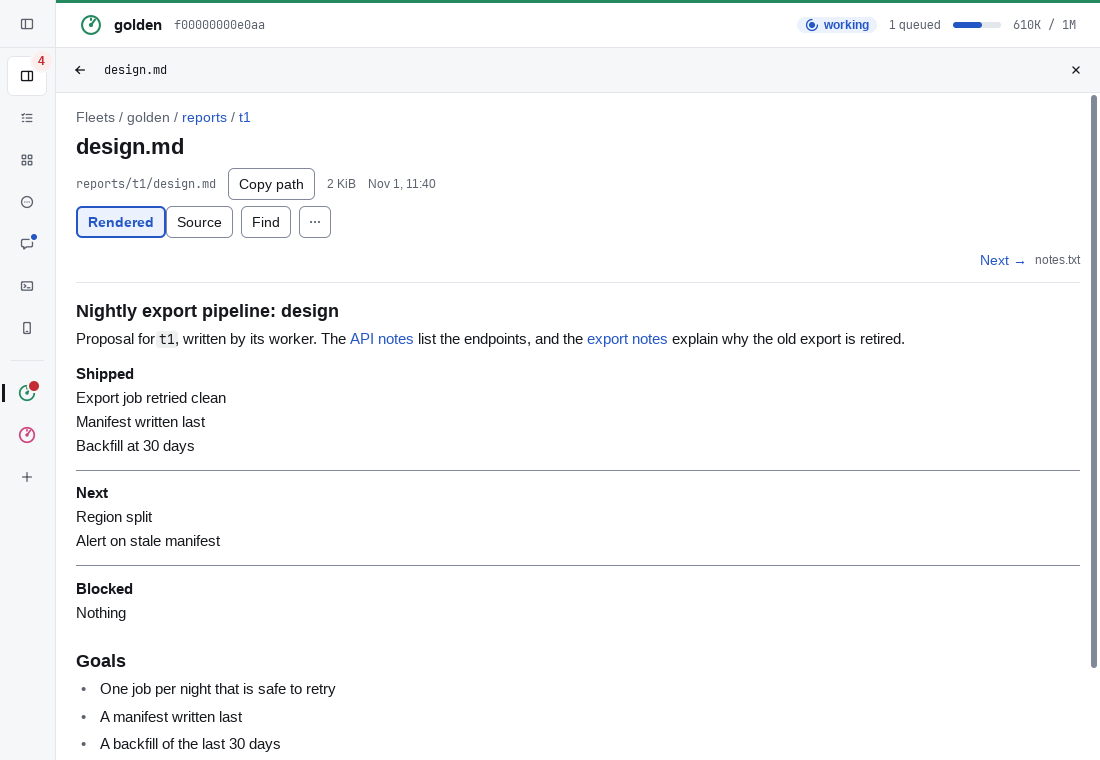 golden f00000000e0aa working 1 queued 610K / 1M
4
design.md
Fleets / golden / reports / t1
design.md
reports/t1/design.md Copy path 2 KiB Nov 1, 11:40
Rendered Source Find ···
Next → notes.txt
Nightly export pipeline: design
Proposal for t1, written by its worker. The API notes list the endpoints, and the export notes explain why the old export is retired.
Shipped
Export job retried clean
Manifest written last
Backfill at 30 days
Next
Region split
Alert on stale manifest
Blocked
Nothing
Goals
• One job per night that is safe to retry
• A manifest written last
• A backfill of the last 30 days